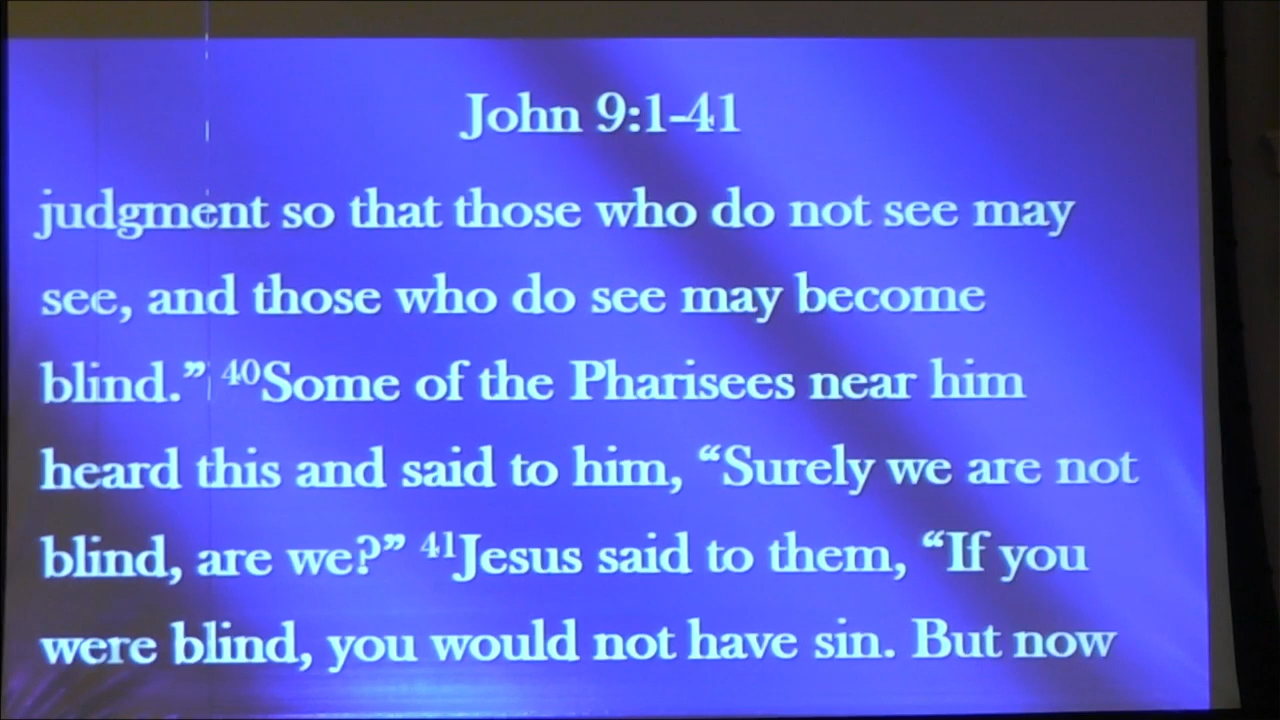 John 9:1-41
judgment so that those who do not see may
see, and those who do see may become
blind.” ⁴⁰Some of the Pharisees near him
heard this and said to him, “Surely we are not
blind, are we?” ⁴¹Jesus said to them, “If you
were blind, you would not have sin. But now